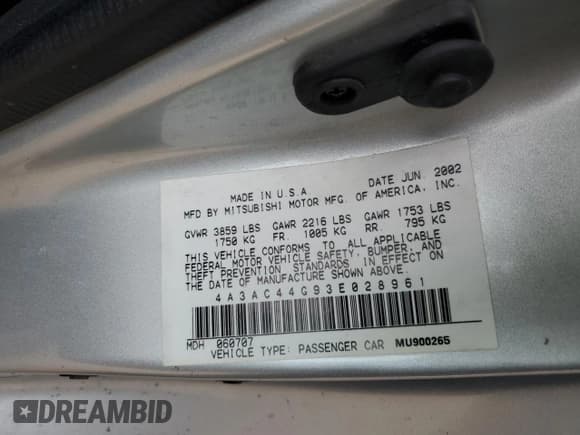 MADE IN U.S.A. DATE JUN. 2002
MFD BY MITSUBISHI MOTOR MFG. OF AMERICA, INC.
GVWR 3859 LBS GAWR 2216 LBS GAWR 1753 LBS
1750 KG FR. 1005 KG RR. 795 KG
THIS VEHICLE CONFORMS TO ALL APPLICABLE
FEDERAL MOTOR VEHICLE SAFETY, BUMPER, AND
THEFT PREVENTION STANDARDS IN EFFECT ON
THE DATE OF MANUFACTURE SHOWN ABOVE.
4A3AC44G93E028961
MDH 060707
VEHICLE TYPE: PASSENGER CAR MU900265
DREAMBID